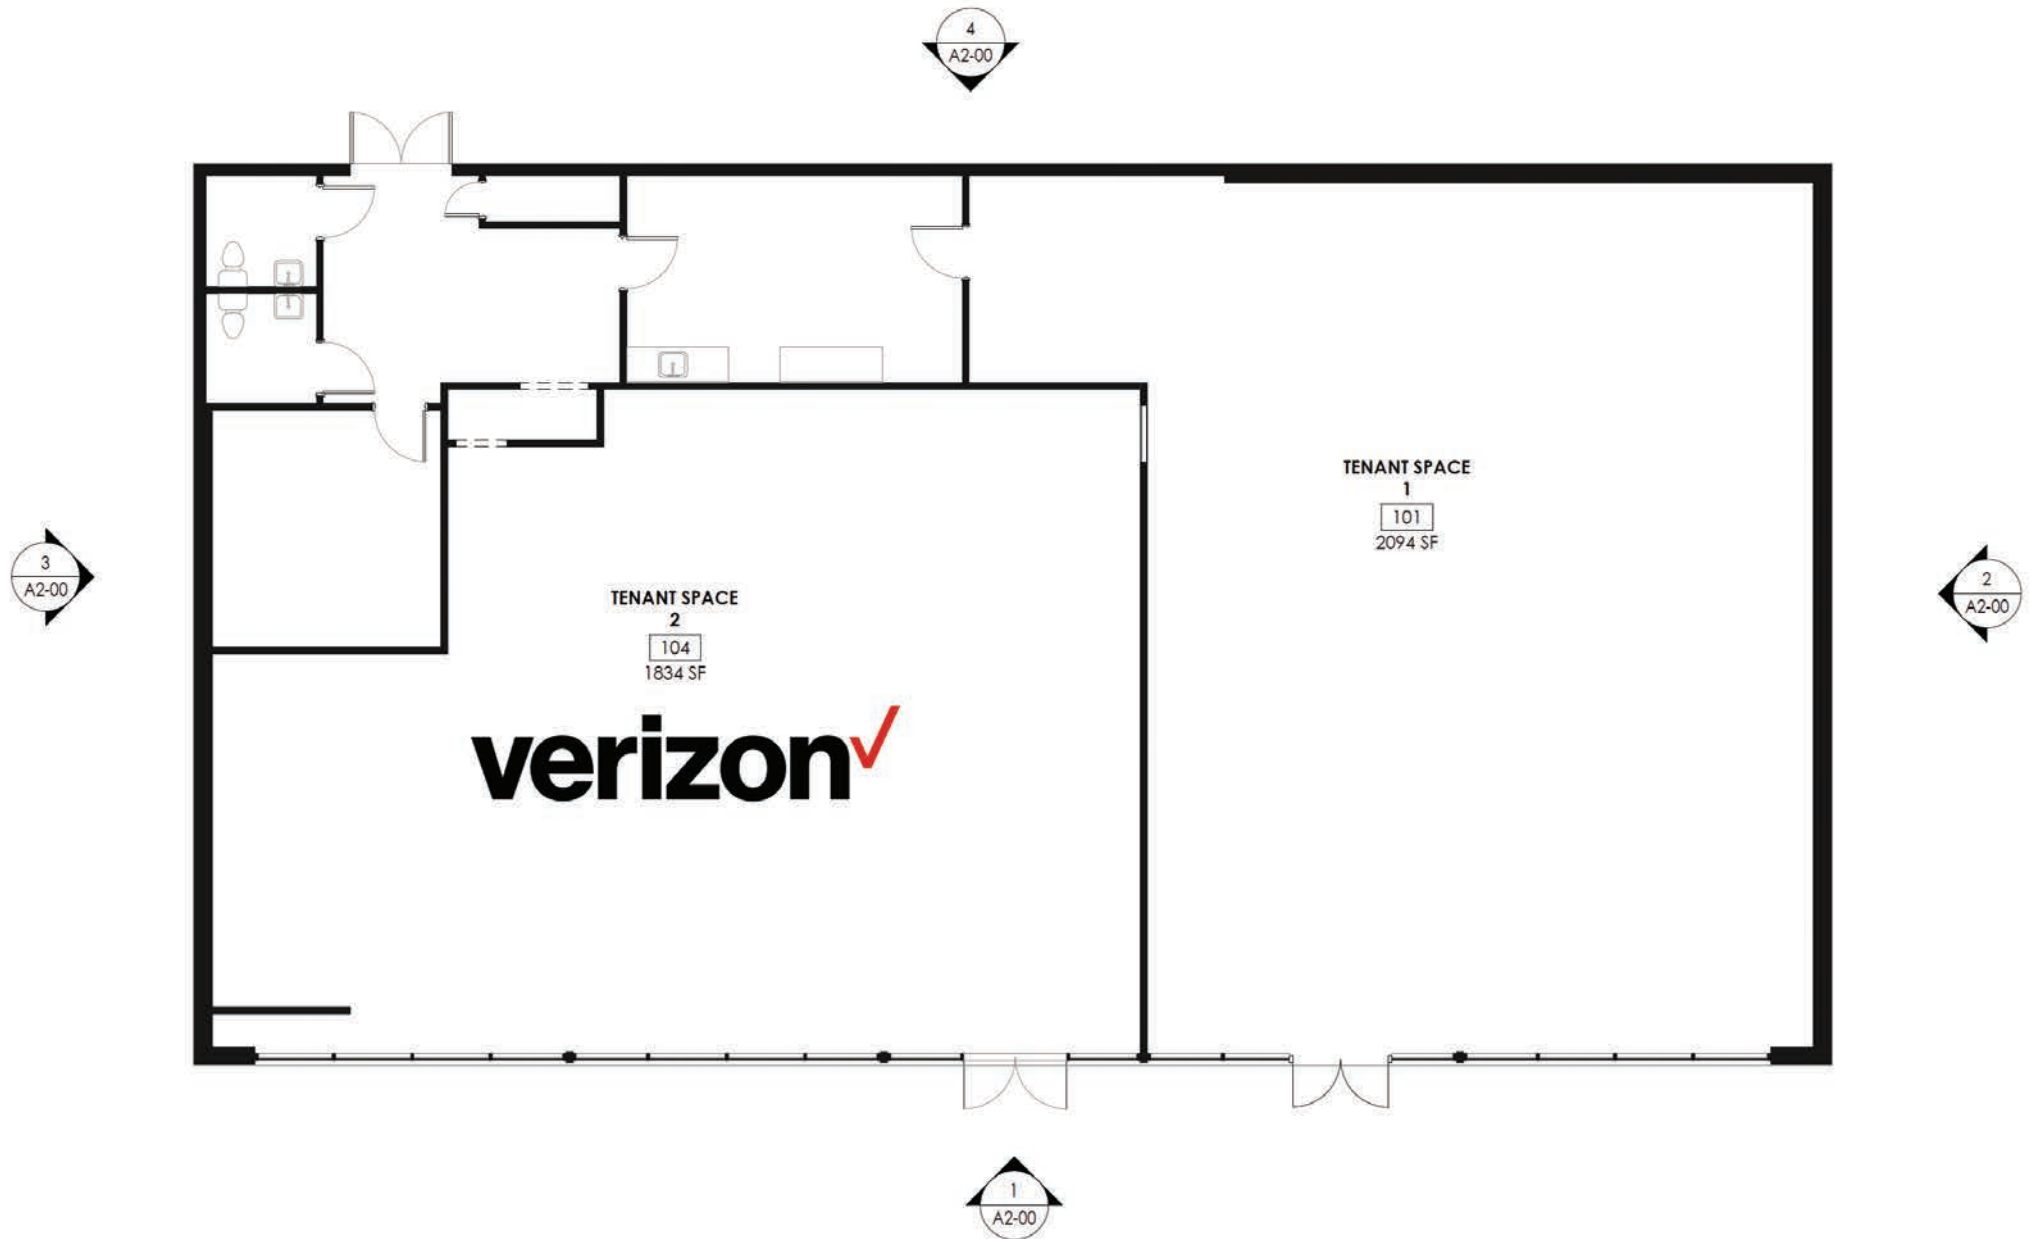 4
A2-00
TENANT SPACE
1
101
2094 SF
3
A2-00
2
A2-00
TENANT SPACE
2
104
1834 SF
verizon
1
A2-00